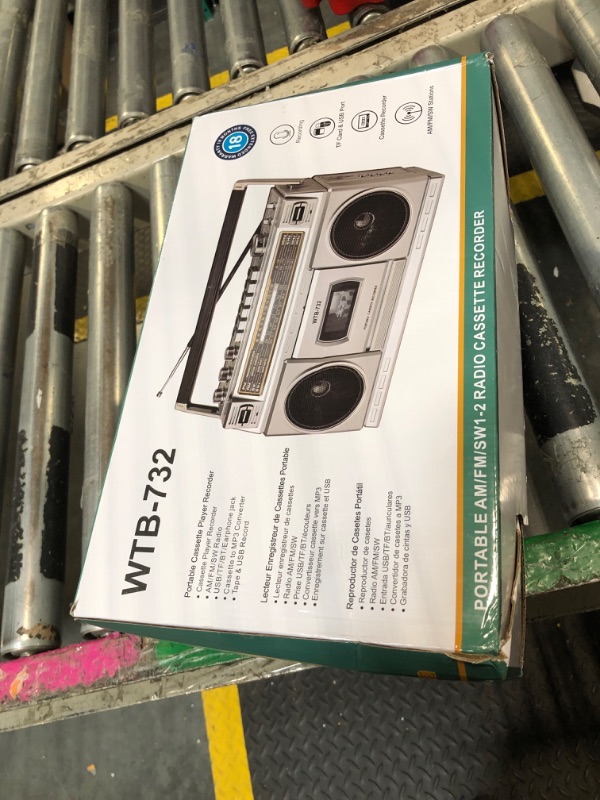 WTB-732
Portable Cassette Player Recorder
• Cassette Player Recorder
• AM/FM/SW Radio
• USB/TF/BT/Earphone jack
• Cassette to MP3 Converter
• Tape & USB Record
Lecteur Enregistreur de Cassettes Portable
• Lecteur enregistreur de cassettes
• Radio AM/FM/SW
• Prise USB/TF/BT/écouteurs
• Convertisseur cassette vers MP3
• Enregistrement sur cassette et USB
Reproductor de Casetes Portátil
• Reproductor de casetes
• Radio AM/FM/SW
• Entrada USB/TF/BT/auriculares
• Convertidor de casetes a MP3
• Grabadora de cintas y USB
18
Recording
TF Card & USB Port
Cassette Recorder
AM/FM/SW Stations
WTB-732
PORTABLE AM/FM/SW1-2 RADIO CASSETTE RECORDER